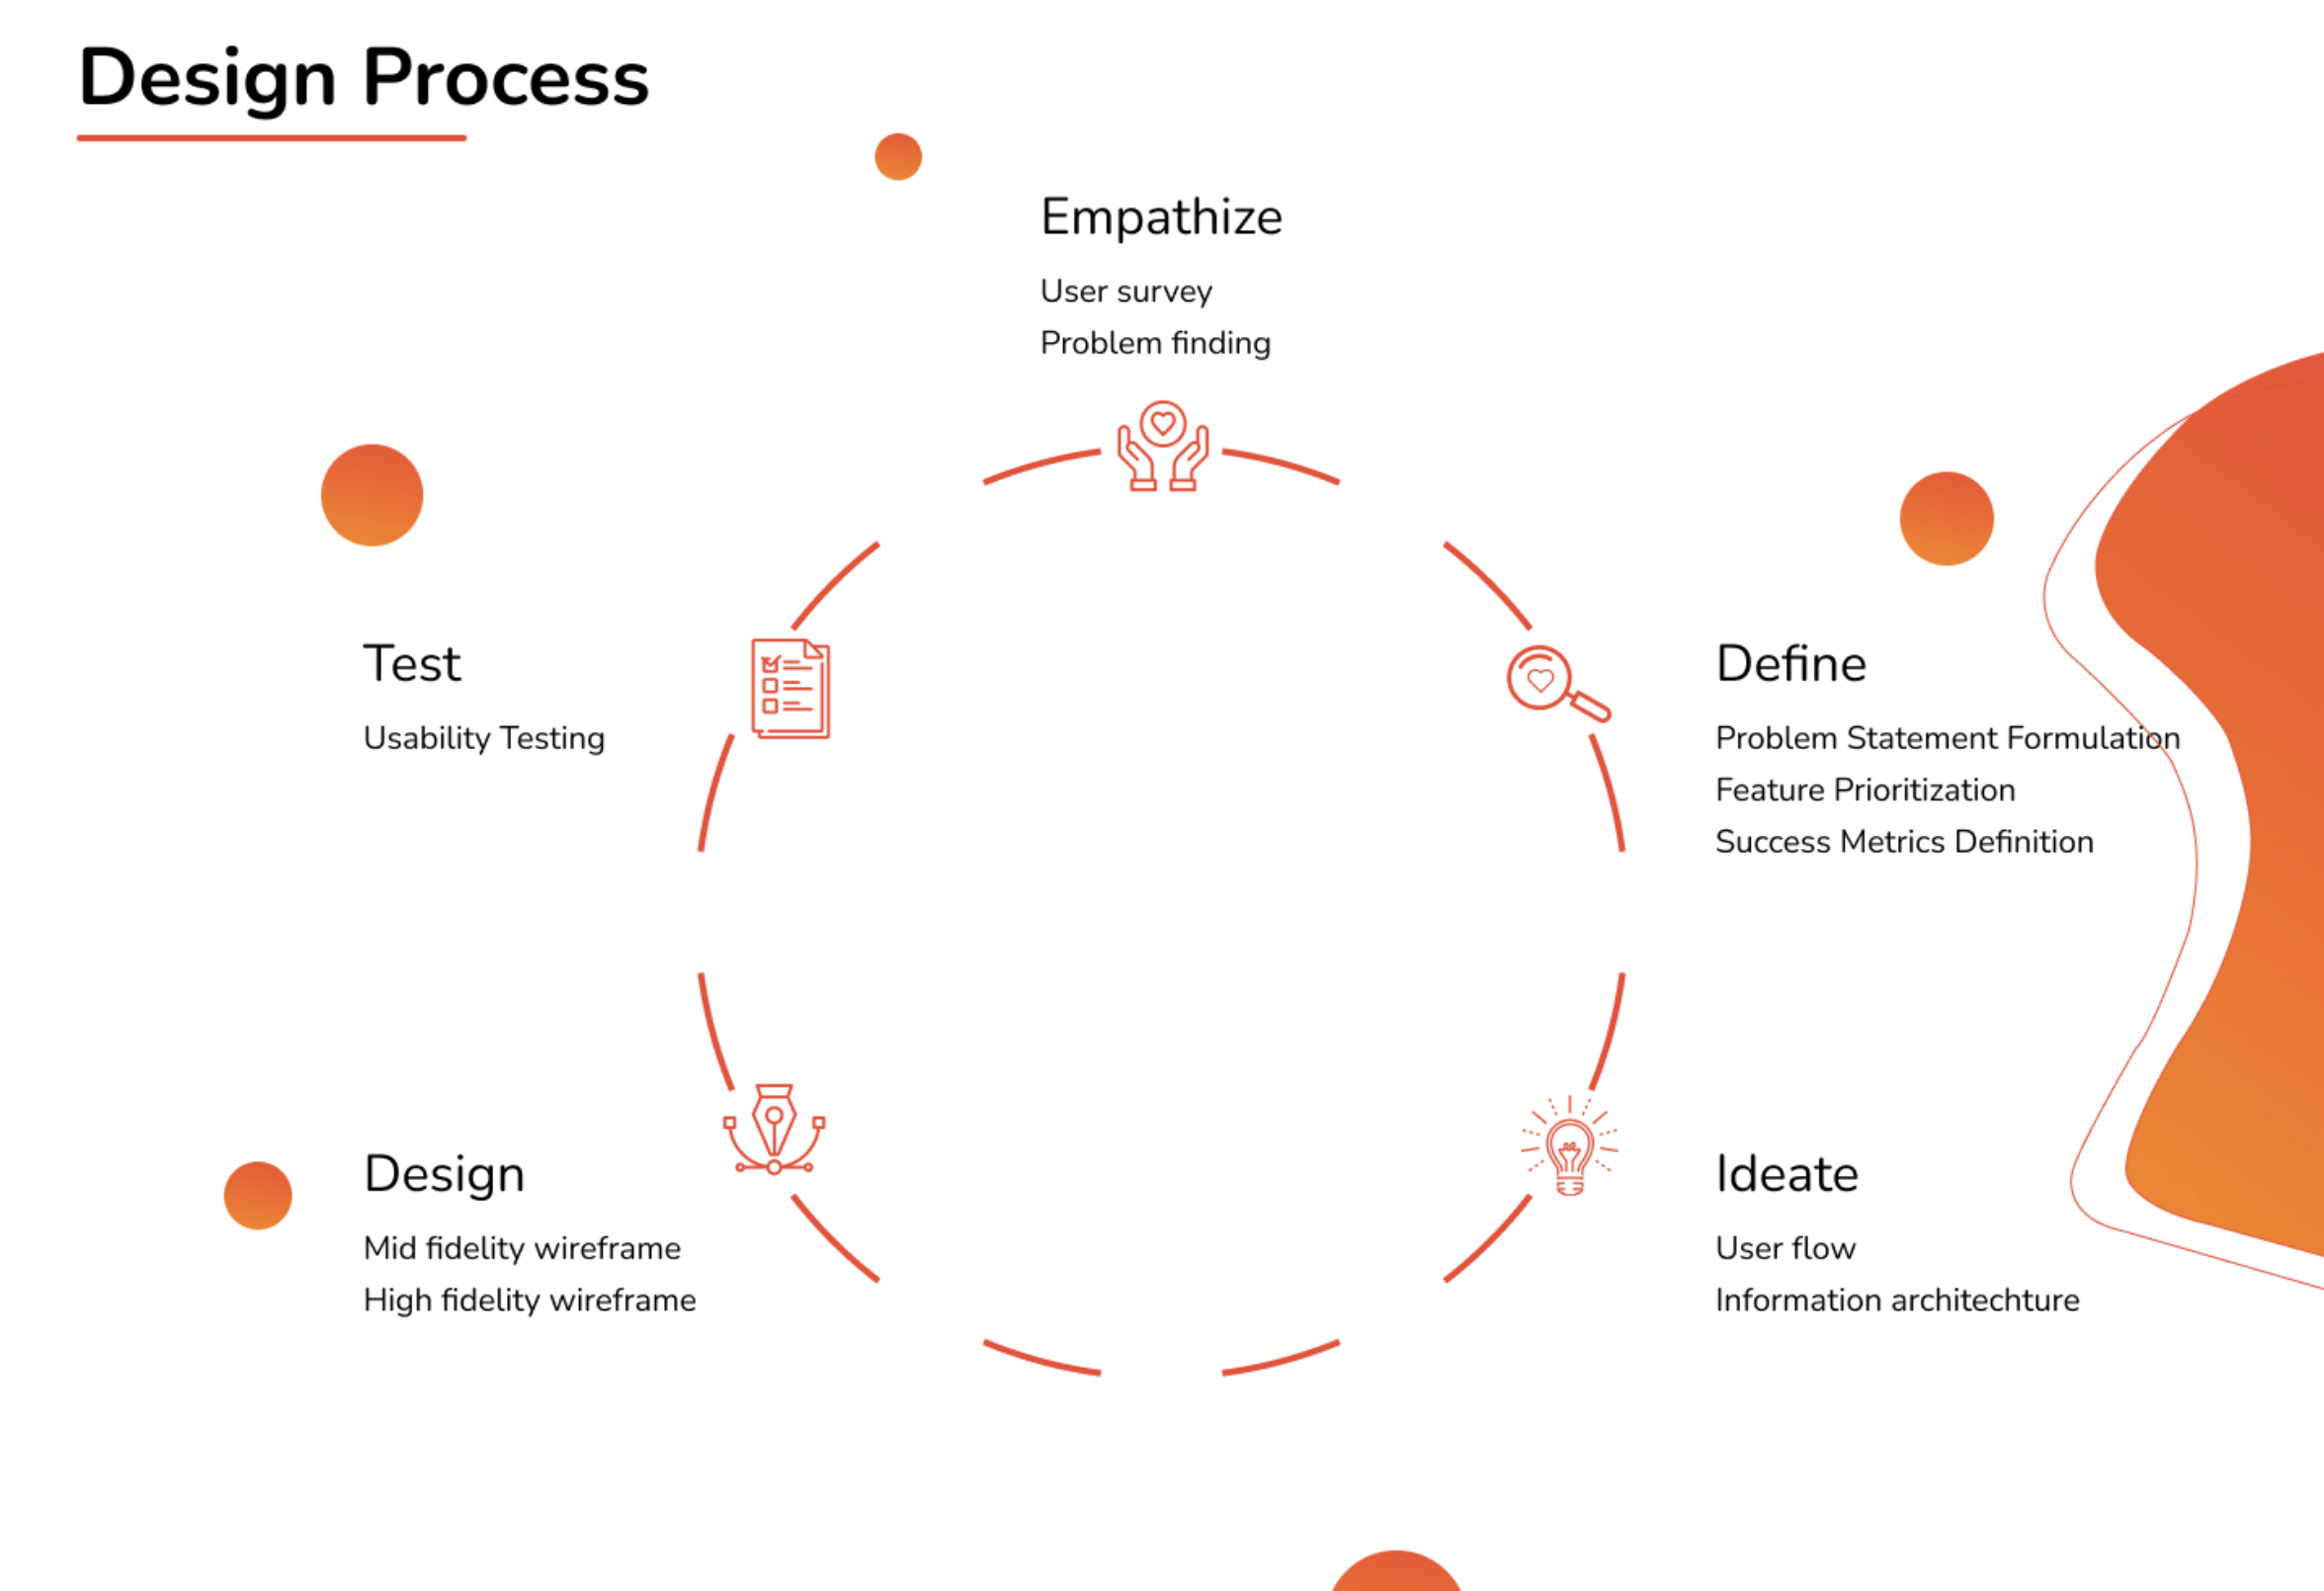 Design Process
Empathize
User survey
Problem finding
Define
Problem Statement Formulation
Feature Prioritization
Success Metrics Definition
Ideate
User flow
Information architechture
Design
Mid fidelity wireframe
High fidelity wireframe
Test
Usability Testing